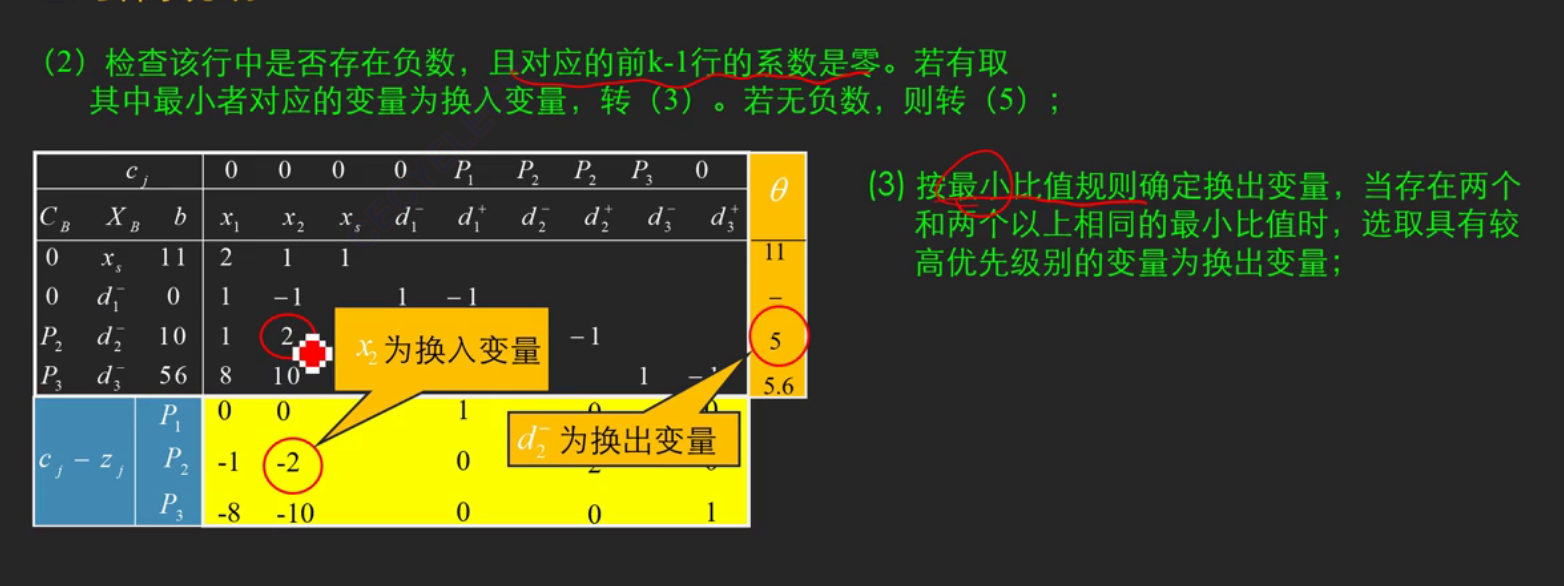 （2）检查该行中是否存在负数，且对应的前k-1行的系数是零。若有取
其中最小者对应的变量为换入变量，转（3）。若无负数，则转（5）；
c_j 0 0 0 0 P_1 P_2 P_2 P_3 0 θ
C_B X_B b x_1 x_2 x_s d_1^- d_1^+ d_2^- d_2^+ d_3^- d_3^+
0 x_s 11 2 1 1 11
0 d_1^- 0 1 −1 1 −1 −
P_2 d_2^- 10 1 2 −1 5
P_3 d_3^- 56 8 10 1 5.6
x_2为换入变量
d_2^-为换出变量
c_j − z_j
P_1 0 0 1
P_2 -1 -2 0
P_3 -8 -10 0 0 1
(3) 按最小比值规则确定换出变量，当存在两个
和两个以上相同的最小比值时，选取具有较
高优先级别的变量为换出变量；